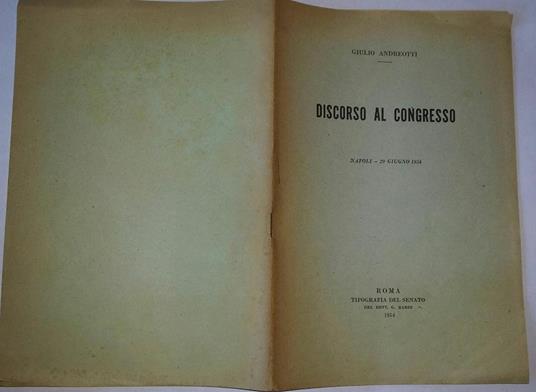 GIULIO ANDREOTTI
DISCORSO AL CONGRESSO
NAPOLI - 29 GIUGNO 1954
ROMA
TIPOGRAFIA DEL SENATO
DEL DOTT. G. BARDI
1954